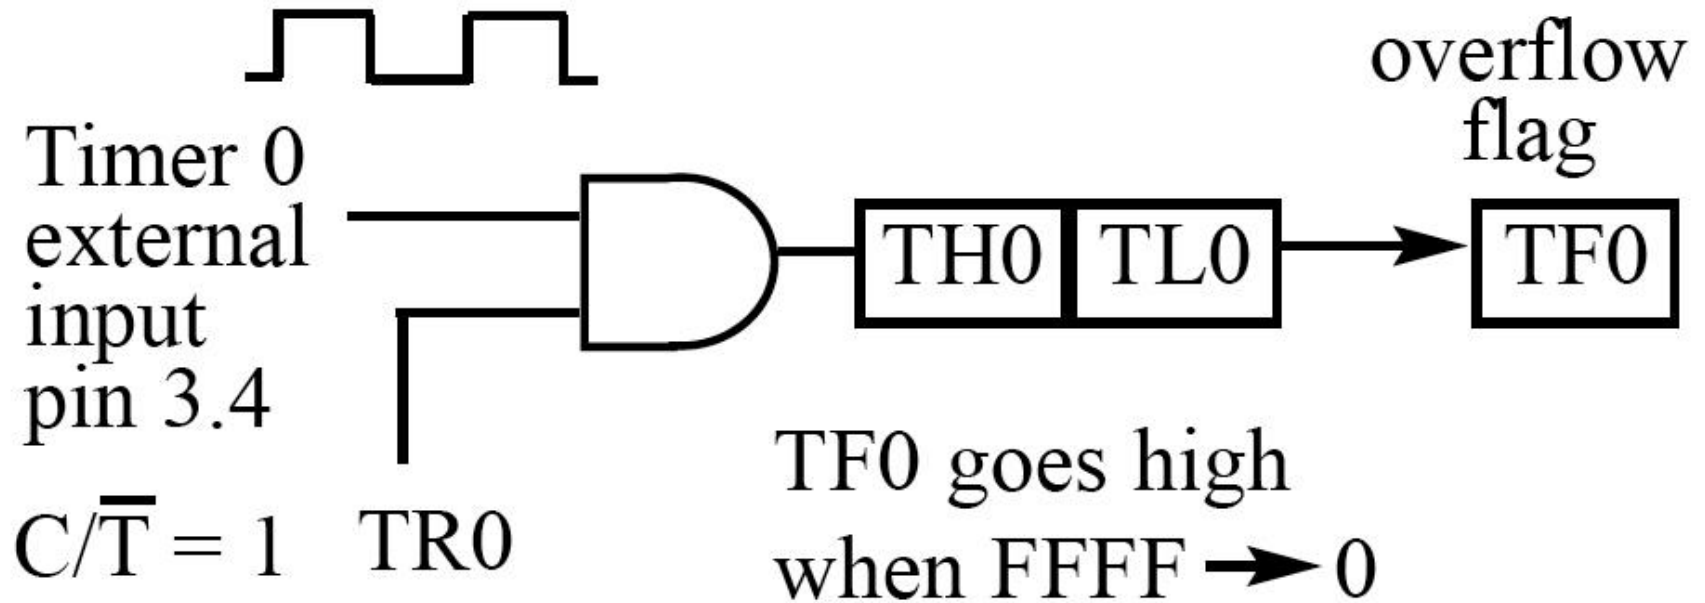 overflow
flag
Timer 0
external
input
pin 3.4
TH0 TL0 TF0
C/T̅ = 1
TR0
TF0 goes high
when FFFF → 0